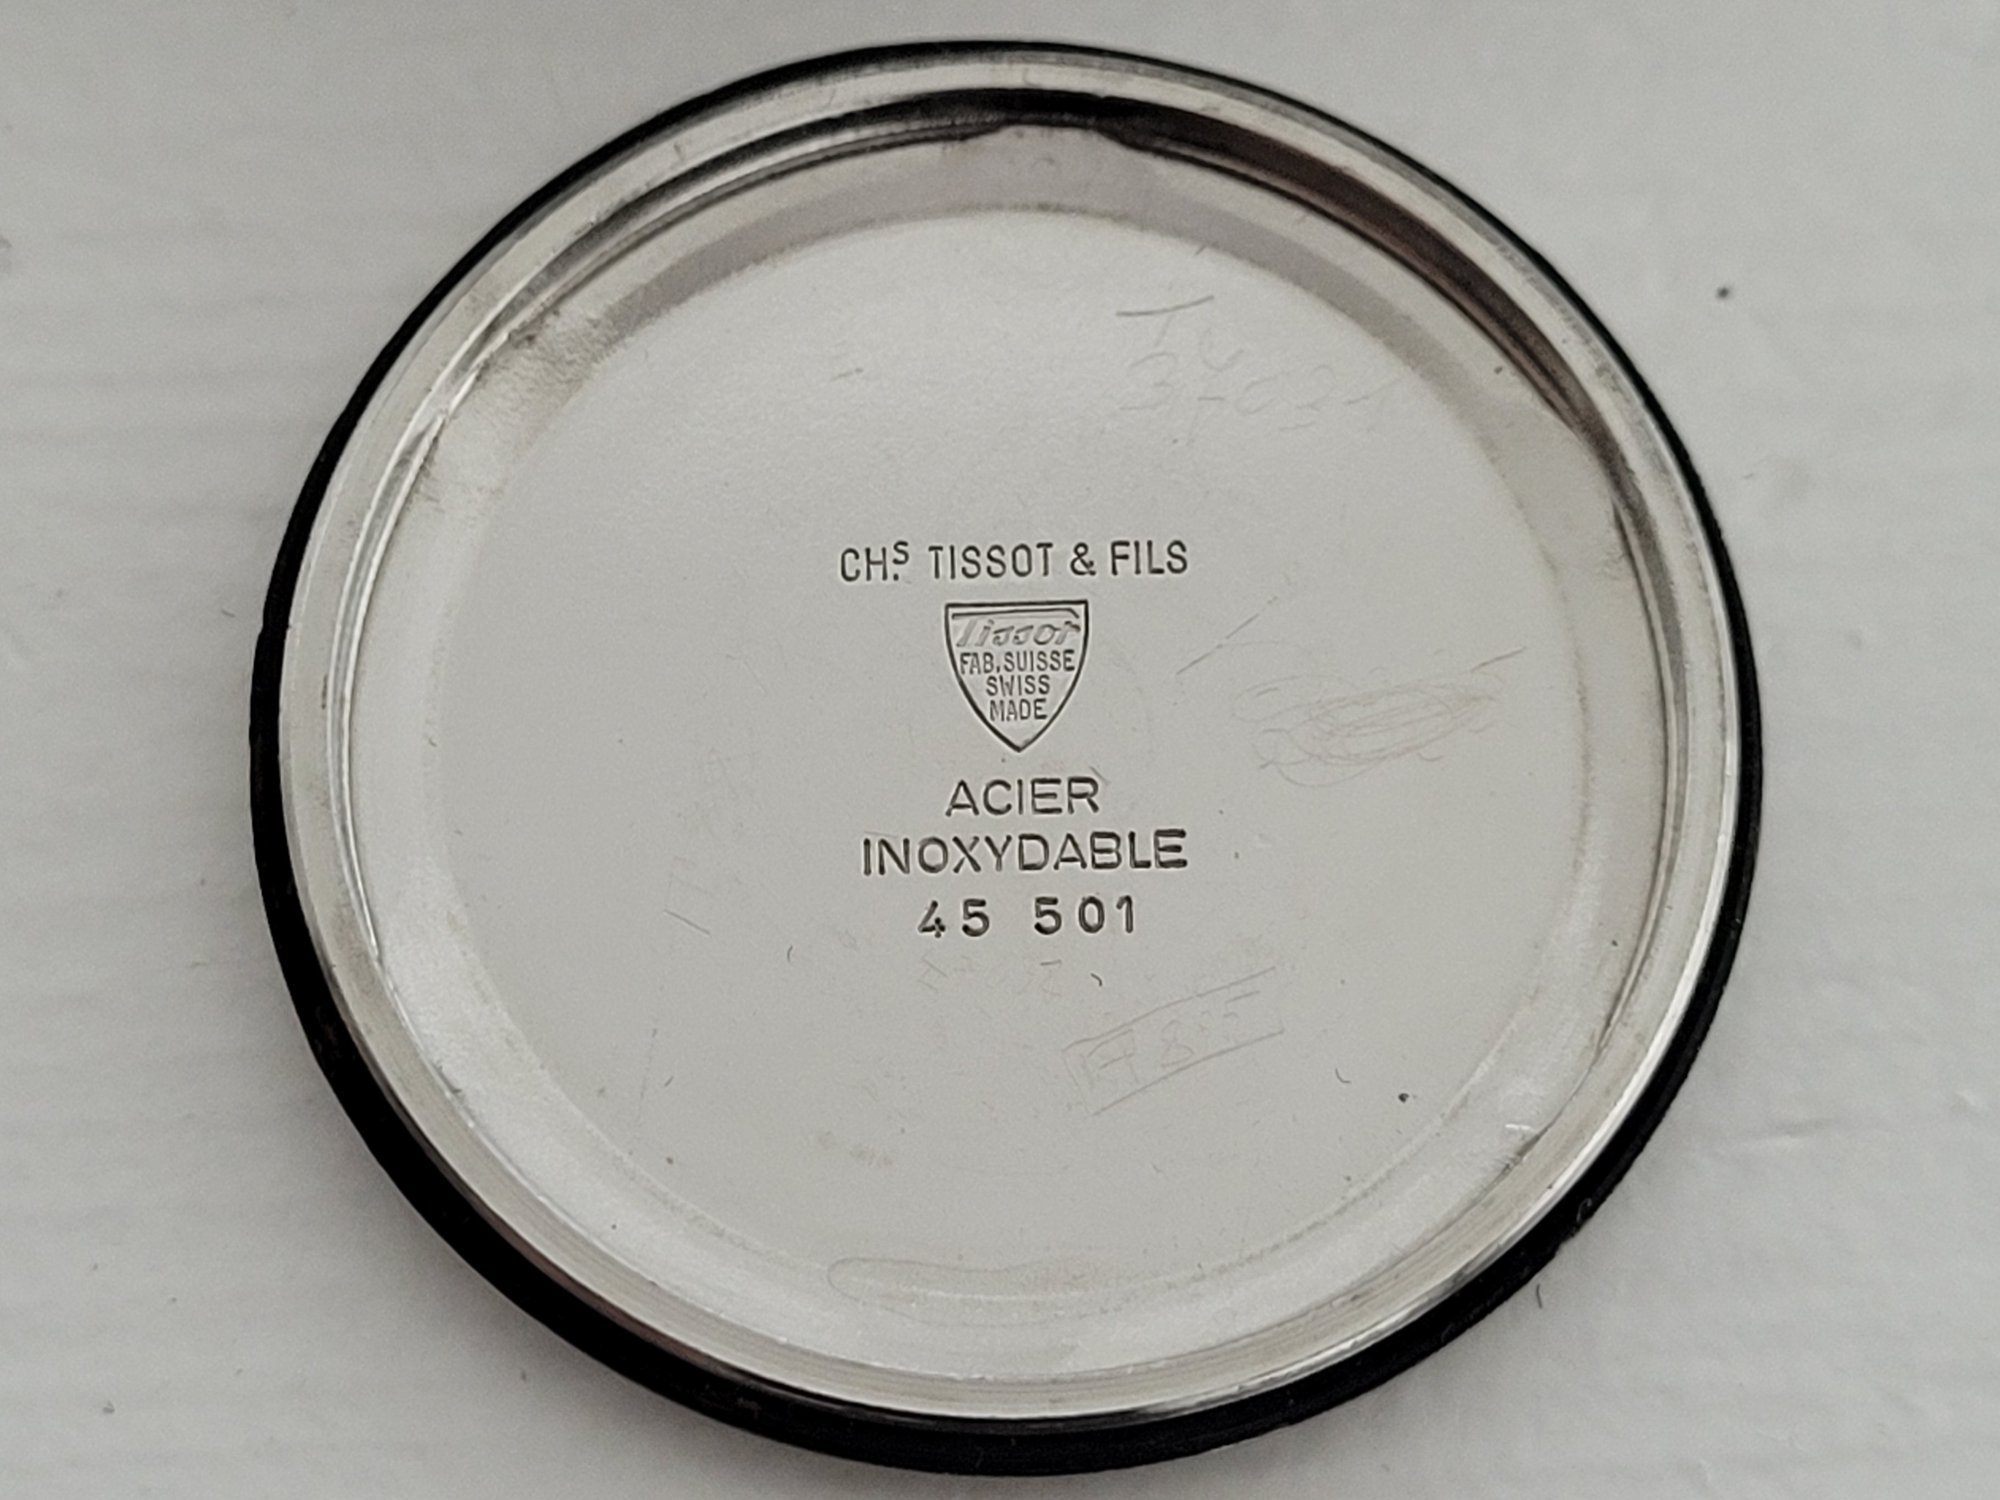 CH.S TISSOT & FILS
Tissot
FAB. SUISSE
SWISS
MADE
ACIER
INOXYDABLE
45 501